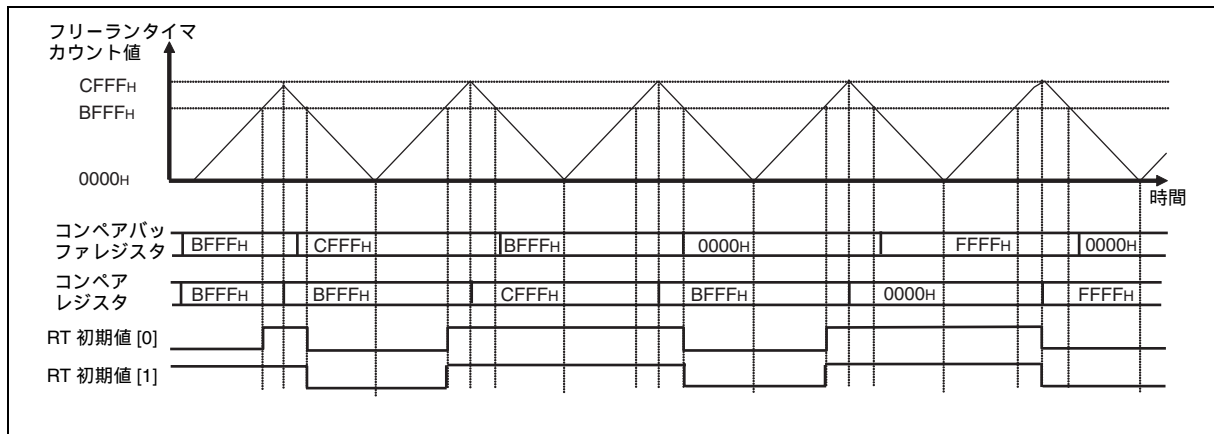 フリーランタイマ
カウント値
CFFFH
BFFFH
0000H
時間
コンペアバッ
ファレジスタ
BFFFH CFFFH BFFFH 0000H FFFFH 0000H
コンペア
レジスタ
BFFFH BFFFH CFFFH BFFFH 0000H FFFFH
RT 初期値 [0]
RT 初期値 [1]